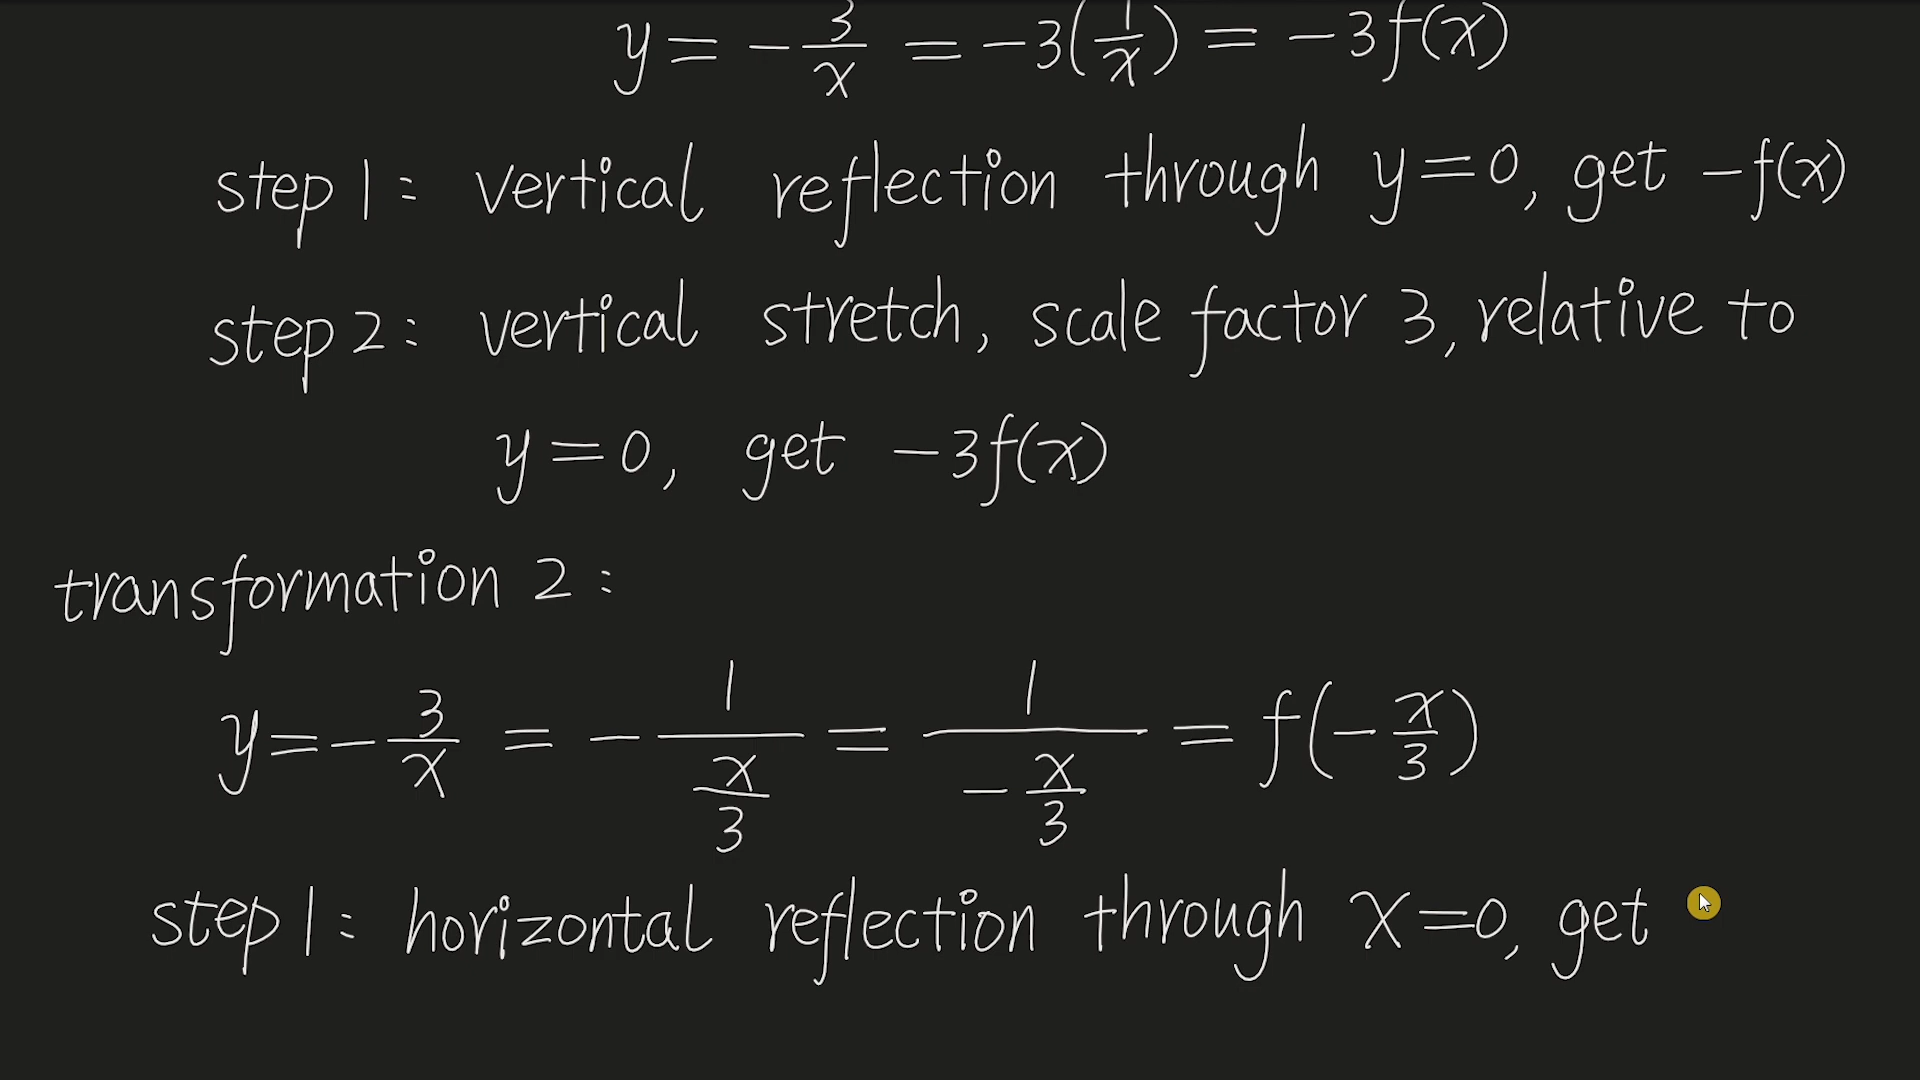 y = -3/x = -3(1/x) = -3f(x)
step 1: vertical reflection through y=0, get -f(x)
step 2: vertical stretch, scale factor 3, relative to
y=0, get -3f(x)
transformation 2:
y = -3/x = -1/(x/3) = 1/(-x/3) = f(-x/3)
step 1: horizontal reflection through x=0, get